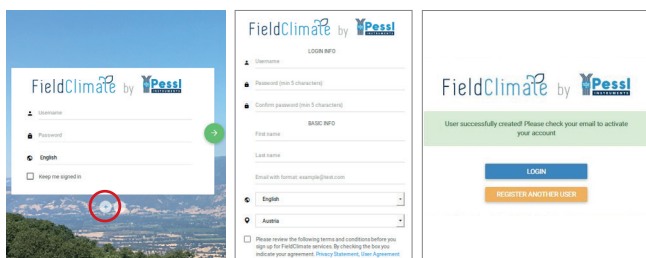 FieldClimate by Pessl
INSTRUMENTS
Username
Password
English
Keep me signed in
FieldClimate by Pessl
INSTRUMENTS
LOGIN INFO
Username
Password (min 5 characters)
Confirm password (min 5 characters)
BASIC INFO
First name
Last name
Email with format: example@test.com
English
Austria
Please review the following terms and conditions before you
sign up for FieldClimate services. By checking the box you
indicate your agreement. Privacy Statement, User Agreement
FieldClimate by Pessl
INSTRUMENTS
User successfully created! Please check your email to activate
your account
LOGIN
REGISTER ANOTHER USER